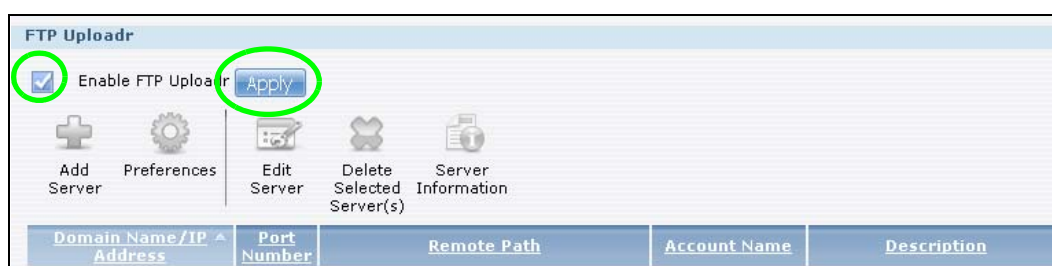 FTP Uploadr
Enable FTP Uploadr Apply
Add Server Preferences Edit Server Delete Selected Server(s) Server Information
Domain Name/IP Address Port Number Remote Path Account Name Description